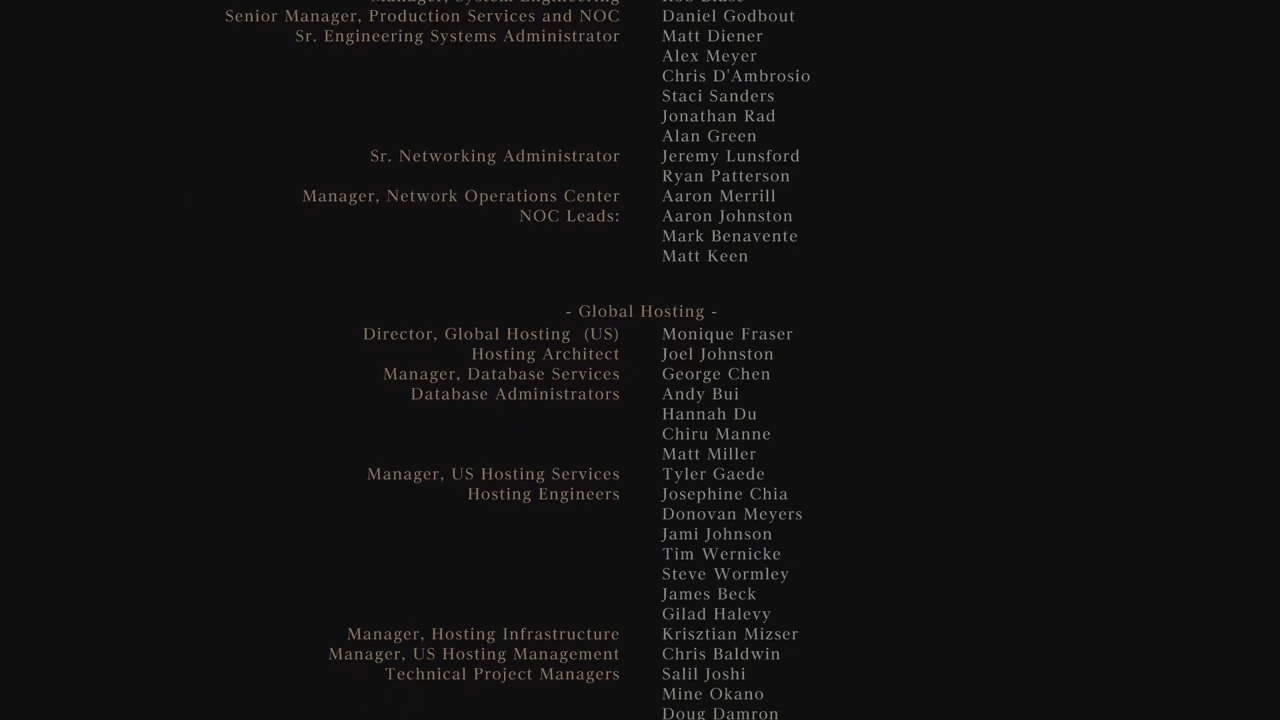 Manager, System Engineering Rob Blase
Senior Manager, Production Services and NOC Daniel Godbout
Sr. Engineering Systems Administrator Matt Diener
Alex Meyer
Chris D'Ambrosio
Staci Sanders
Jonathan Rad
Alan Green
Sr. Networking Administrator Jeremy Lunsford
Ryan Patterson
Manager, Network Operations Center Aaron Merrill
NOC Leads: Aaron Johnston
Mark Benavente
Matt Keen
- Global Hosting -
Director, Global Hosting (US) Monique Fraser
Hosting Architect Joel Johnston
Manager, Database Services George Chen
Database Administrators Andy Bui
Hannah Du
Chiru Manne
Matt Miller
Manager, US Hosting Services Tyler Gaede
Hosting Engineers Josephine Chia
Donovan Meyers
Jami Johnson
Tim Wernicke
Steve Wormley
James Beck
Gilad Halevy
Manager, Hosting Infrastructure Krisztian Mizser
Manager, US Hosting Management Chris Baldwin
Technical Project Managers Salil Joshi
Mine Okano
Doug Damron